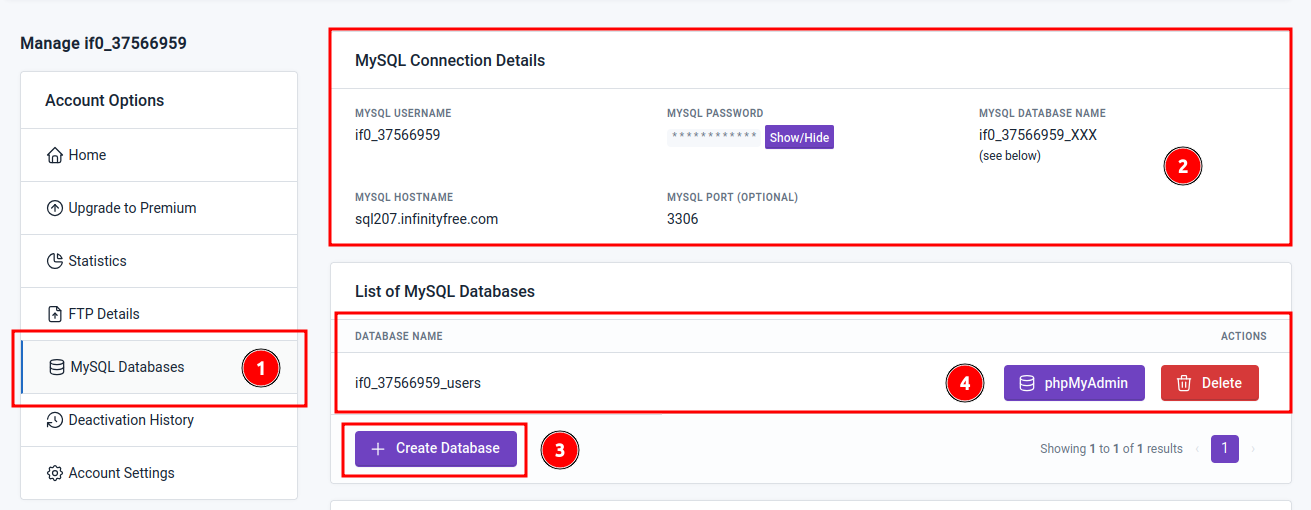 Manage if0_37566959
Account Options
Home
Upgrade to Premium
Statistics
FTP Details
MySQL Databases 1
Deactivation History
Account Settings
MySQL Connection Details
MYSQL USERNAME MYSQL PASSWORD MYSQL DATABASE NAME
if0_37566959 ************ Show/Hide if0_37566959_XXX
(see below)
2
MYSQL HOSTNAME MYSQL PORT (OPTIONAL)
sql207.infinityfree.com 3306
List of MySQL Databases
DATABASE NAME ACTIONS
if0_37566959_users 4 phpMyAdmin Delete
+ Create Database 3 Showing 1 to 1 of 1 results ‹ 1 ›